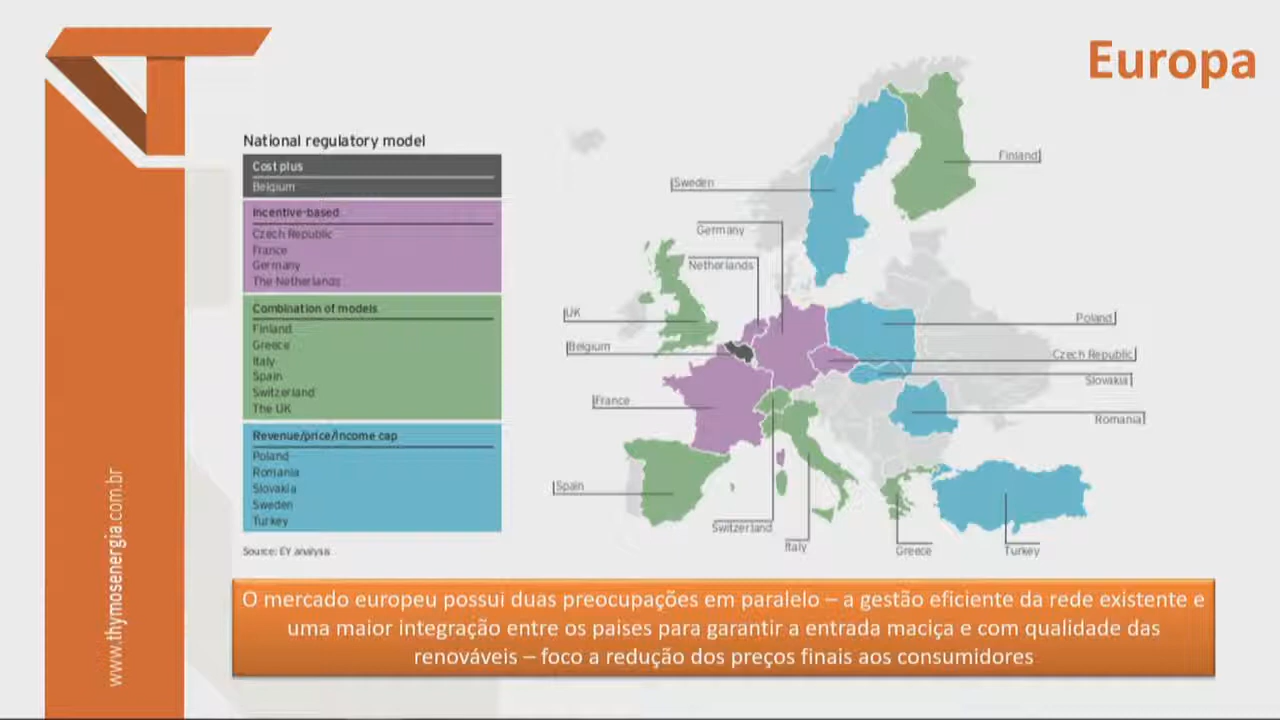 Europa
National regulatory model
Cost plus
Belgium
Incentive-based
Czech Republic
France
Germany
The Netherlands
Combination of models
Finland
Greece
Italy
Spain
Switzerland
The UK
Revenue/price/income cap
Poland
Romania
Slovakia
Sweden
Turkey
Source: EY analysis
Finland
Sweden
Germany
Netherlands
UK
Belgium
France
Spain
Switzerland
Italy
Greece
Turkey
Poland
Czech Republic
Slovakia
Romania
O mercado europeu possui duas preocupações em paralelo – a gestão eficiente da rede existente e
uma maior integração entre os paises para garantir a entrada maciça e com qualidade das
renováveis – foco a redução dos preços finais aos consumidores
www.thymosenergia.com.br